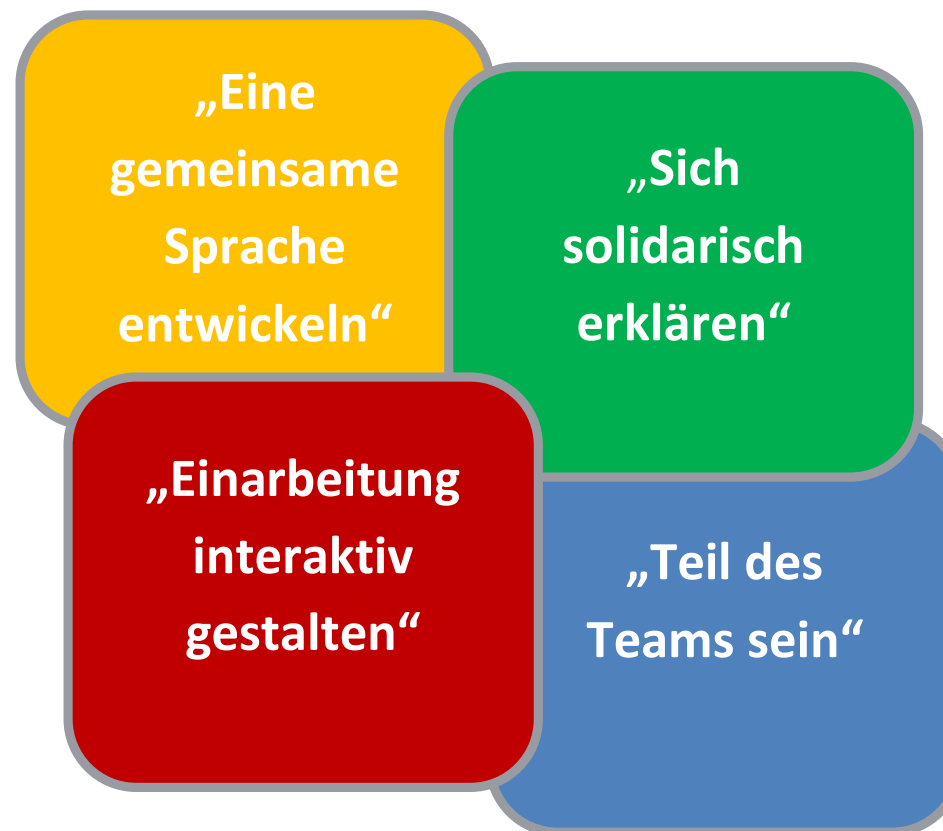 „Eine
gemeinsame
Sprache
entwickeln“
„Sich
solidarisch
erklären“
„Einarbeitung
interaktiv
gestalten“
„Teil des
Teams sein“